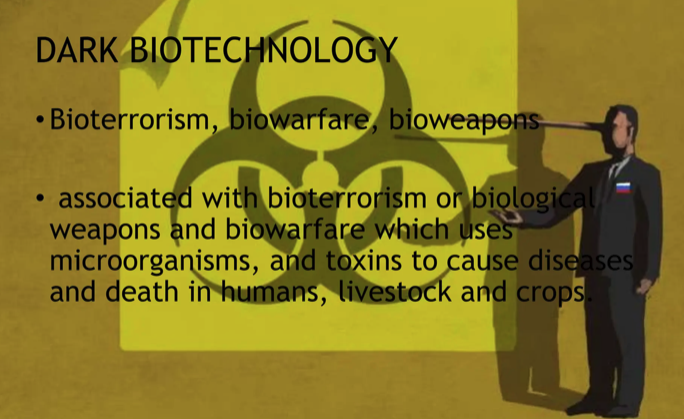 DARK BIOTECHNOLOGY
•Bioterrorism, biowarfare, bioweapons
• associated with bioterrorism or biological
weapons and biowarfare which uses
microorganisms, and toxins to cause diseases
and death in humans, livestock and crops.